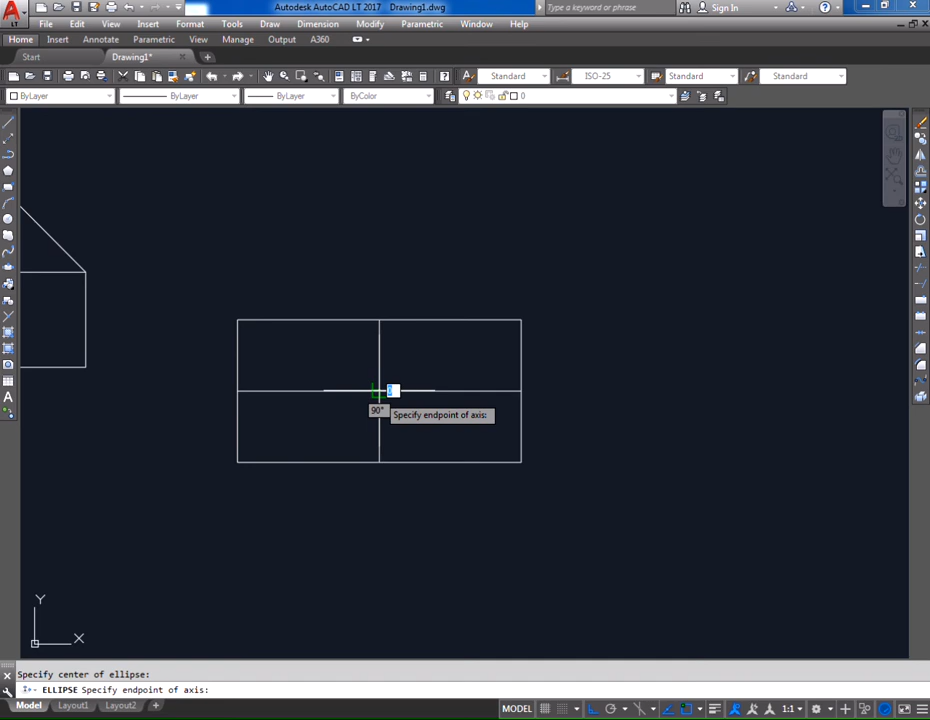 Autodesk AutoCAD LT 2017 Drawing1.dwg
Type a keyword or phrase
Sign In
LT
File Edit View Insert Format Tools Draw Dimension Modify Parametric Window Help
Home Insert Annotate Parametric View Manage Output A360
Start Drawing1*
Standard ISO-25 Standard Standard
ByLayer ByLayer ByLayer ByColor 0
90°
Specify endpoint of axis:
Y
X
Specify center of ellipse:
ELLIPSE Specify endpoint of axis:
Model Layout1 Layout2 +
MODEL 1:1